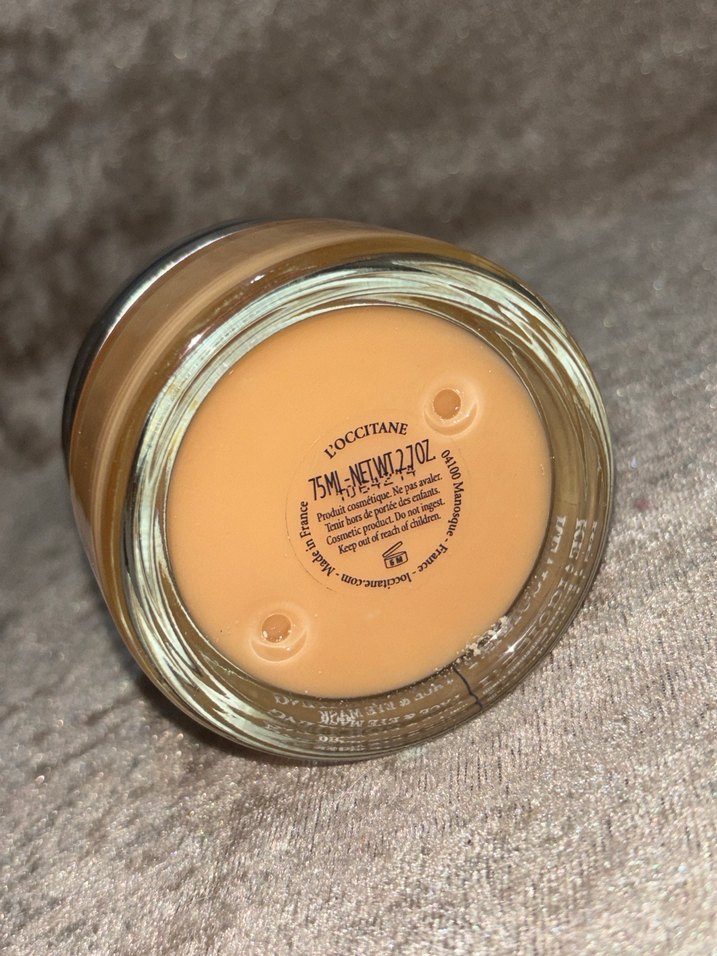 L'OCCITANE
75ML-NETWT.2.7OZ
Produit cosmétique. Ne pas avaler.
Tenir hors de portée des enfants.
Cosmetic product. Do not ingest.
Keep out of reach of children.
Made in France - loccitane.com - France - 04100 Manosque